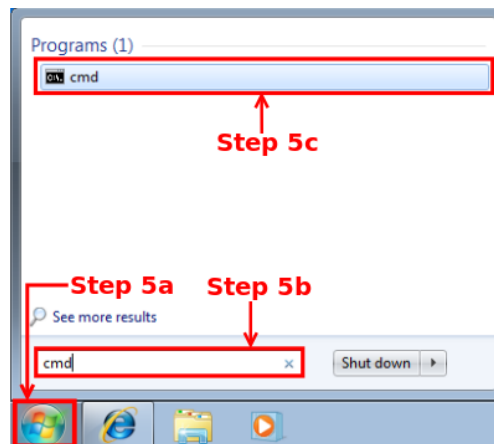 Programs (1)
cmd
Step 5c
Step 5a
Step 5b
See more results
cmd
Shut down